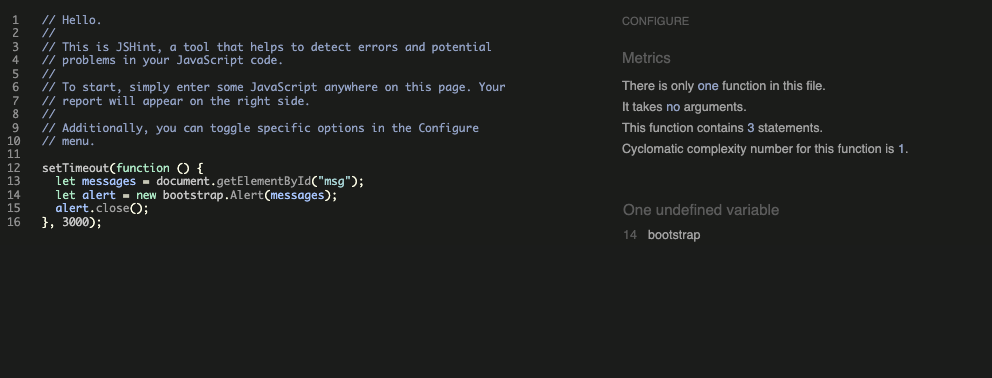 1 // Hello.
2 //
3 // This is JSHint, a tool that helps to detect errors and potential
4 // problems in your JavaScript code.
5 //
6 // To start, simply enter some JavaScript anywhere on this page. Your
7 // report will appear on the right side.
8 //
9 // Additionally, you can toggle specific options in the Configure
10 // menu.
11
12 setTimeout(function () {
13   let messages = document.getElementById("msg");
14   let alert = new bootstrap.Alert(messages);
15   alert.close();
16 }, 3000);
CONFIGURE
Metrics
There is only one function in this file.
It takes no arguments.
This function contains 3 statements.
Cyclomatic complexity number for this function is 1.
One undefined variable
14 bootstrap